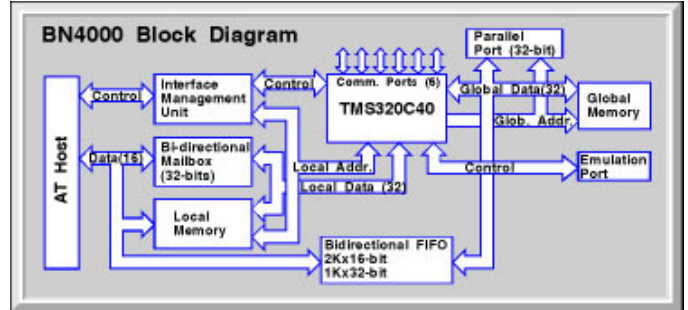 BN4000 Block Diagram
Parallel
Port (32-bit)
Control
Interface
Management
Unit
Control
Comm. Ports (6)
TMS320C40
Global Data(32)
Glob. Addr.
Global
Memory
AT Host
Data(16)
Bi-directional
Mailbox
(32-bits)
Local Addr.
Local Data (32)
Control
Emulation
Port
Local
Memory
Bidirectional FIFO
2Kx16-bit
1Kx32-bit